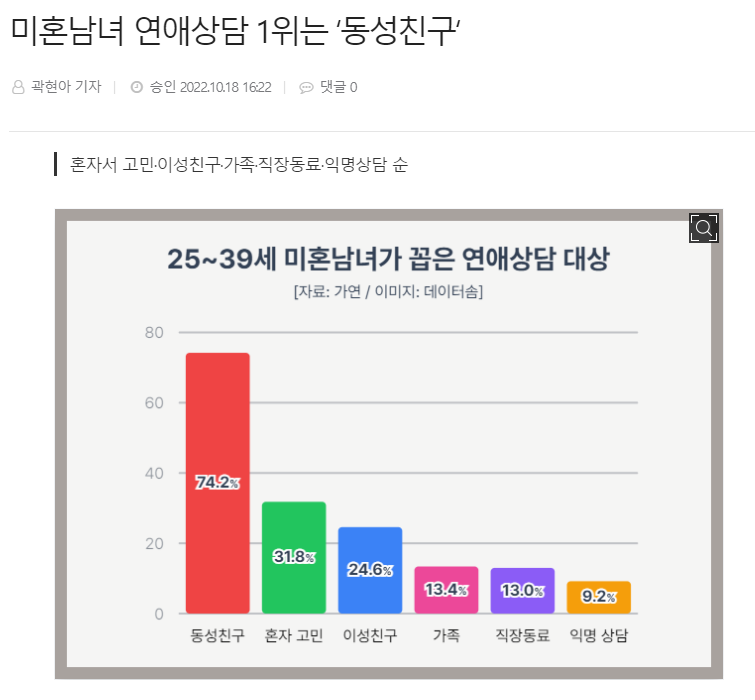 미혼남녀 연애상담 1위는 ‘동성친구‘
곽현아 기자 승인 2022.10.18 16:22 댓글 0
혼자서 고민·이성친구·가족·직장동료·익명상담 순
25~39세 미혼남녀가 꼽은 연애상담 대상
[자료: 가연 / 이미지: 데이터솜]
80
60
40
20
0
74.2%
31.8%
24.6%
13.4%
13.0%
9.2%
동성친구 혼자 고민 이성친구 가족 직장동료 익명 상담